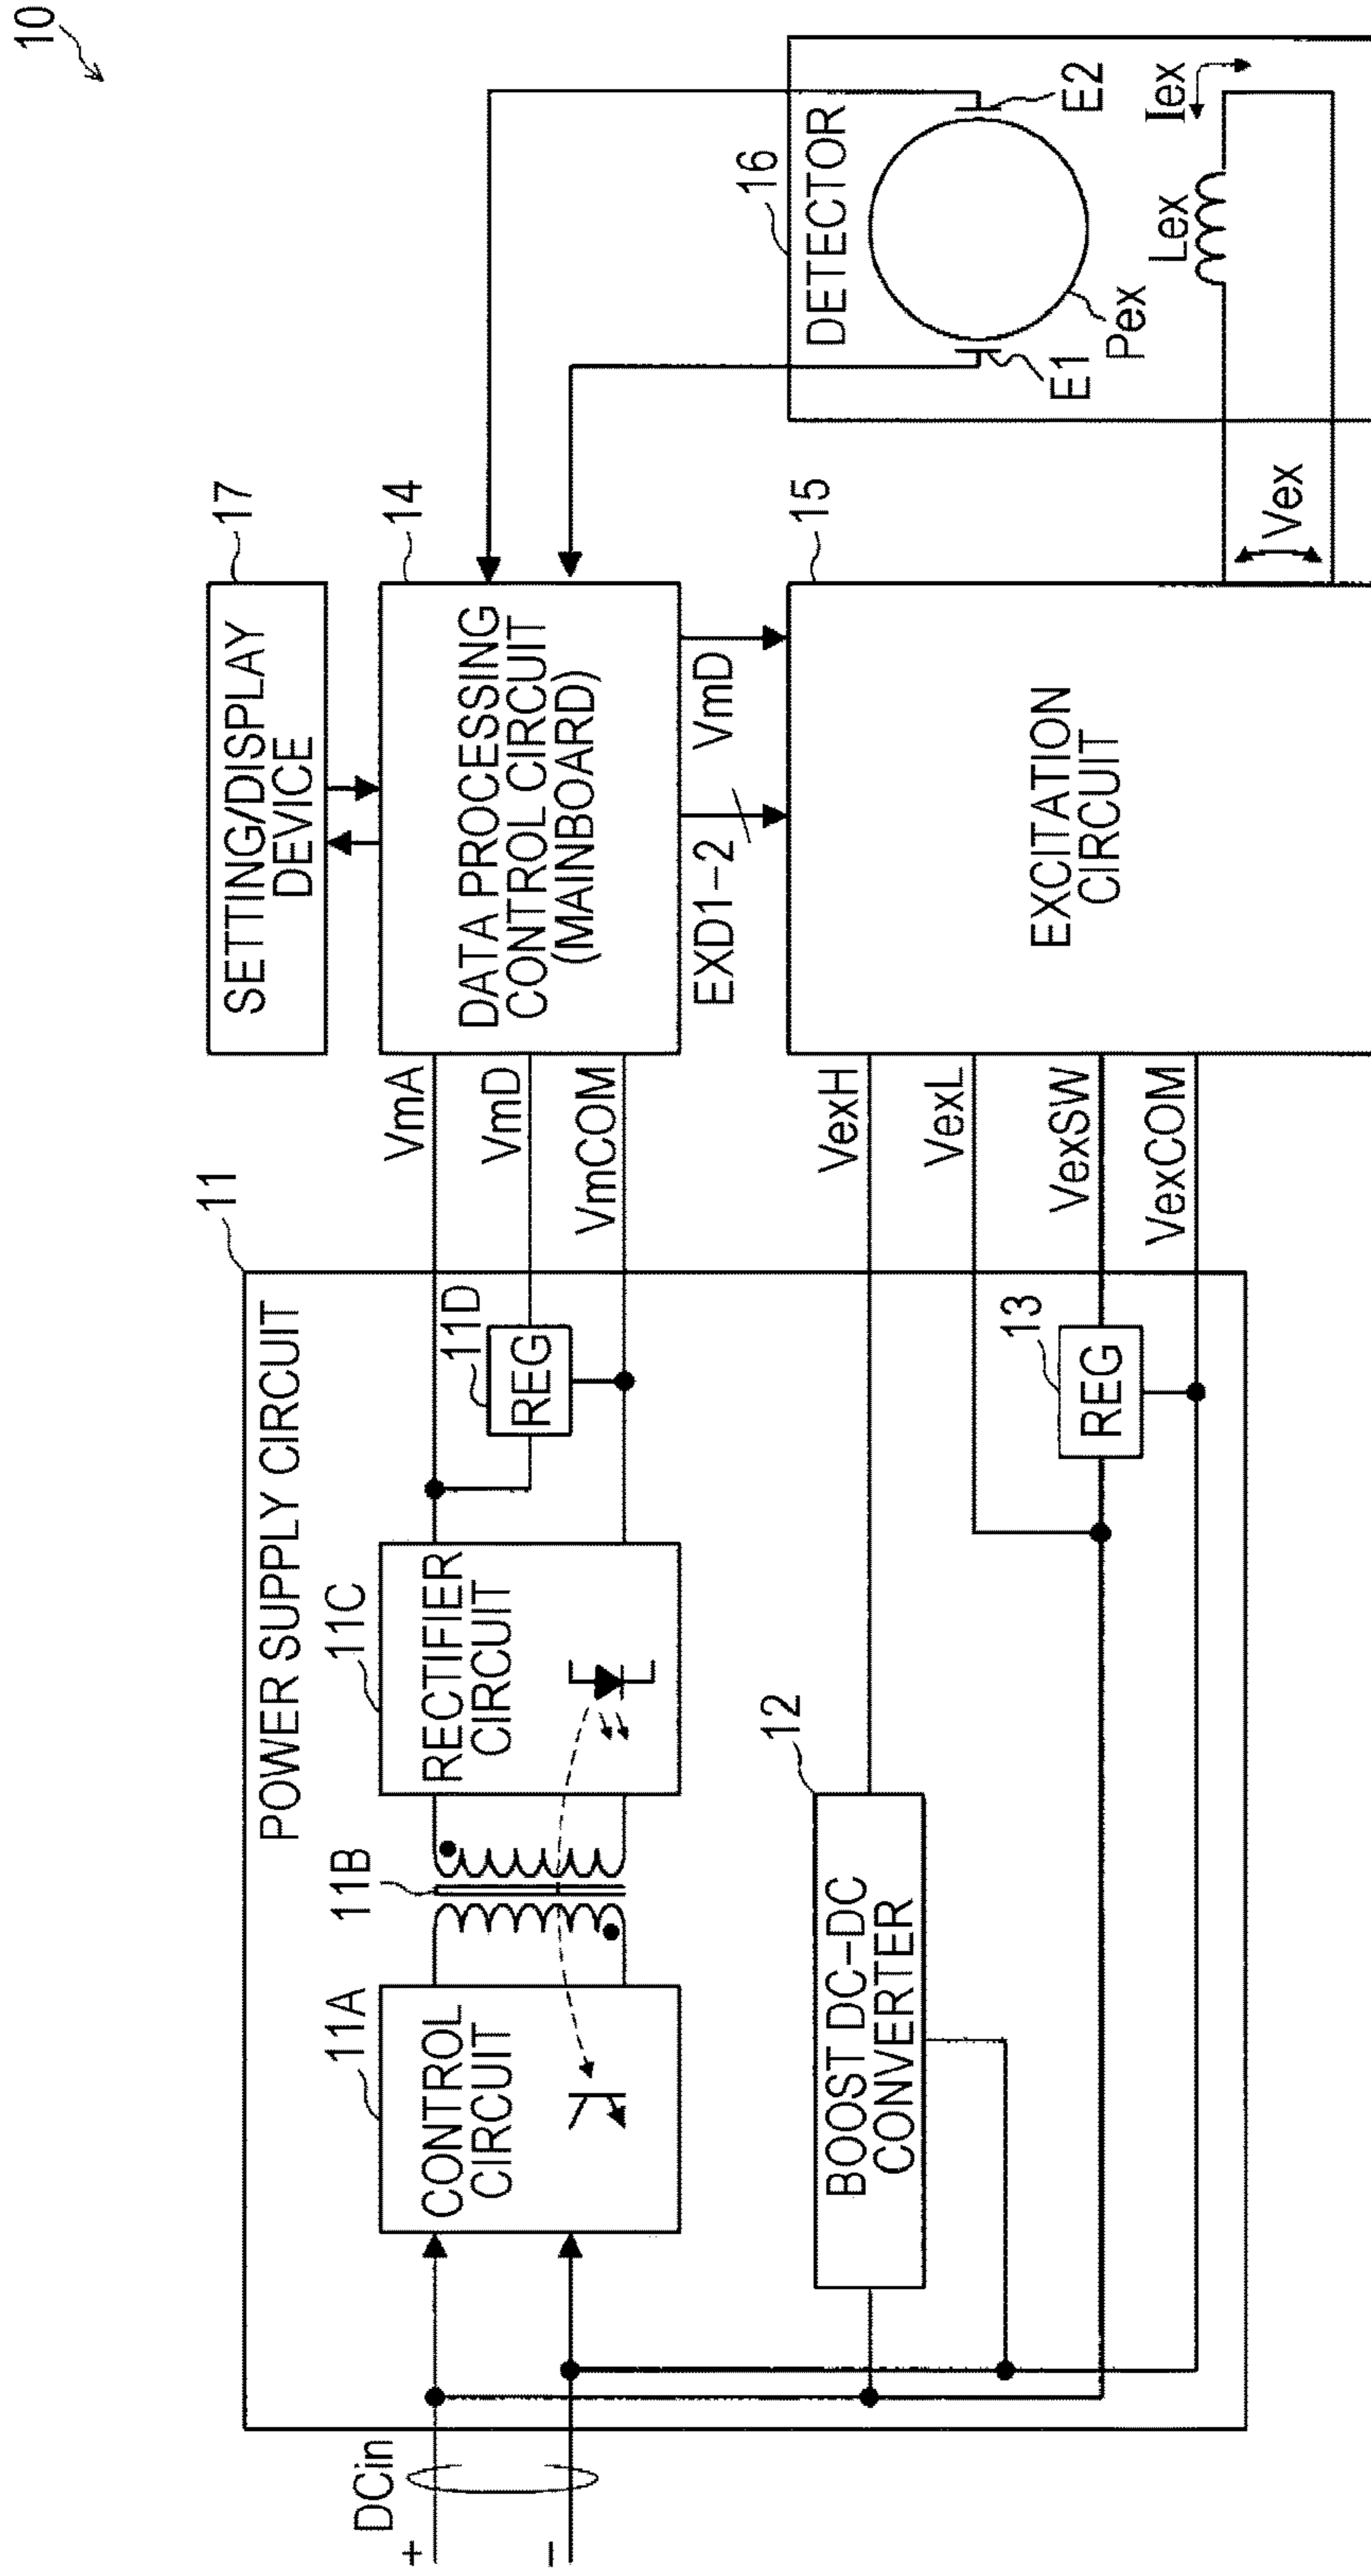 10
11
POWER SUPPLY CIRCUIT
DCin
+
−
11A
CONTROL
CIRCUIT
11B
11C
RECTIFIER
CIRCUIT
11D
REG
VmA
VmD
VmCOM
17
SETTING/DISPLAY
DEVICE
14
DATA PROCESSING
CONTROL CIRCUIT
(MAINBOARD)
EXD1−2
VmD
12
BOOST DC−DC
CONVERTER
13
REG
VexH
VexL
VexSW
VexCOM
15
EXCITATION
CIRCUIT
Vex
16
DETECTOR
E1
E2
Pex
Lex
Iex